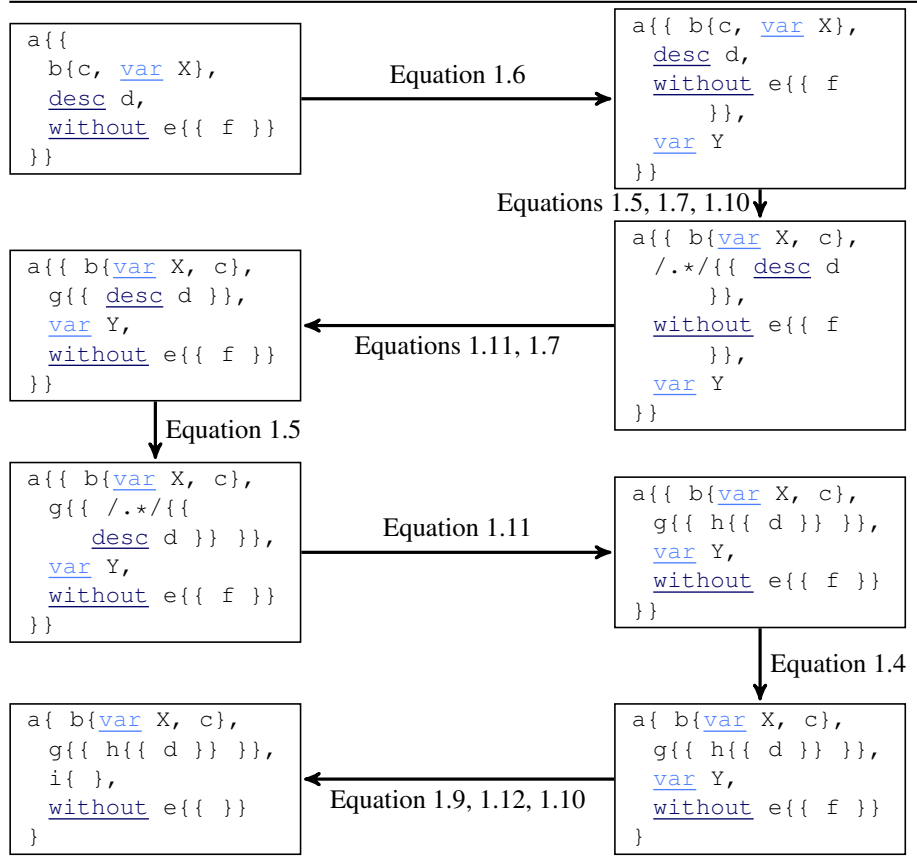 a{{
b{c, var X},
desc d,
without e{{ f }}
}}
Equation 1.6
a{{ b{c, var X},
desc d,
without e{{ f
}},
var Y
}}
Equations 1.5, 1.7, 1.10
a{{ b{var X, c},
/.*/{{ desc d
}},
without e{{ f
}},
var Y
}}
Equations 1.11, 1.7
a{{ b{var X, c},
g{{ desc d }},
var Y,
without e{{ f }}
}}
Equation 1.5
a{{ b{var X, c},
g{{ /.*/{{
desc d }} }},
var Y,
without e{{ f }}
}}
Equation 1.11
a{{ b{var X, c},
g{{ h{{ d }} }},
var Y,
without e{{ f }}
}}
Equation 1.4
a{ b{var X, c},
g{{ h{{ d }} }},
var Y,
without e{{ f }}
}
Equation 1.9, 1.12, 1.10
a{ b{var X, c},
g{{ h{{ d }} }},
i{ },
without e{{ }}
}